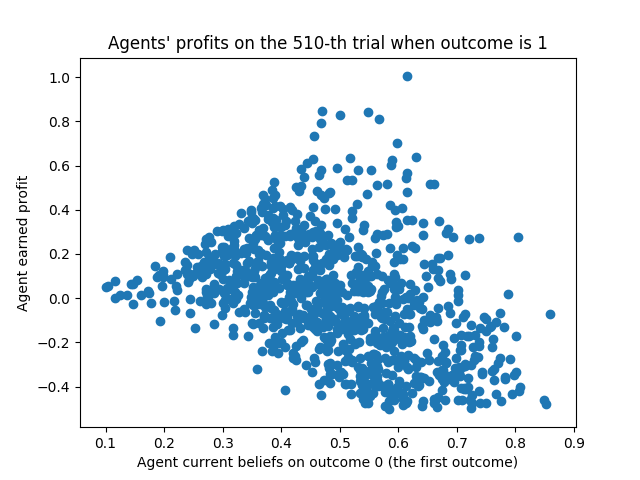 Agents' profits on the 510-th trial when outcome is 1
Agent earned profit
1.0
0.8
0.6
0.4
0.2
0.0
−0.2
−0.4
0.1 0.2 0.3 0.4 0.5 0.6 0.7 0.8 0.9
Agent current beliefs on outcome 0 (the first outcome)